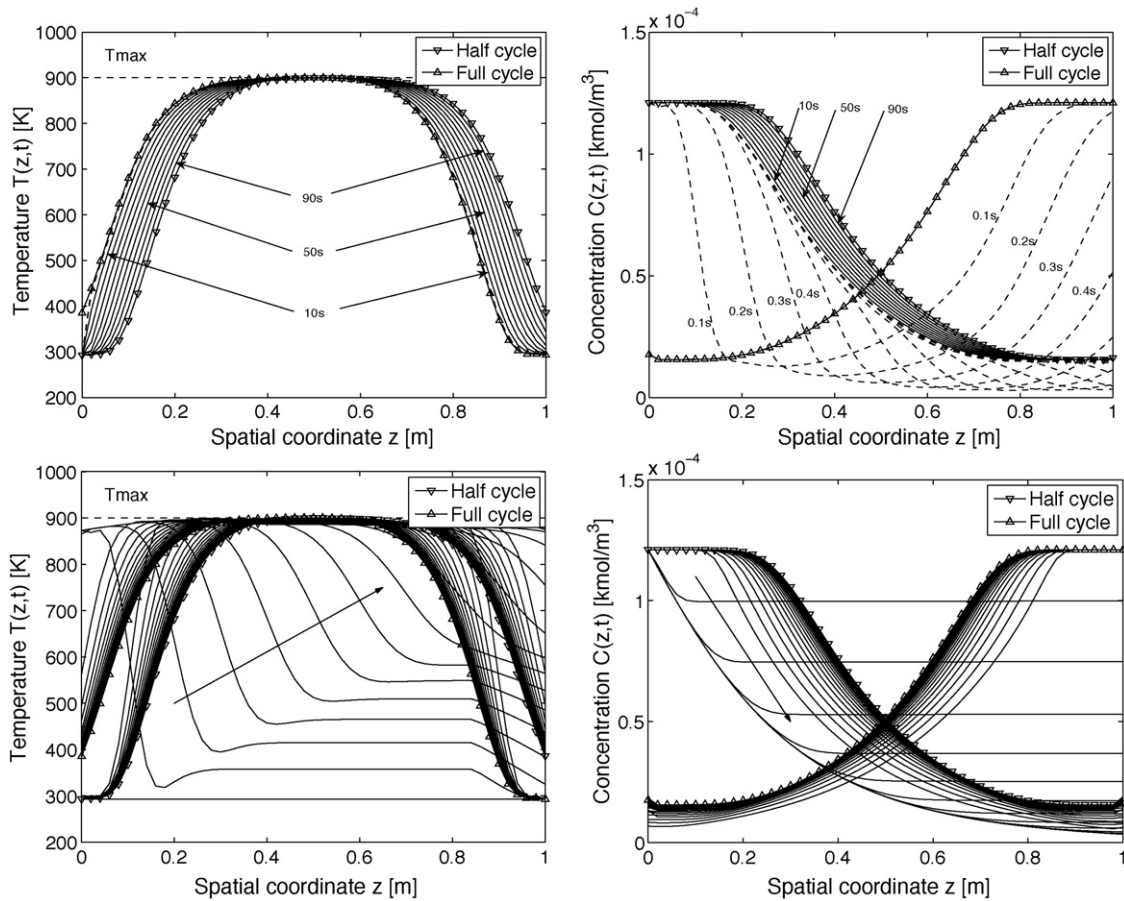 1000
900
800
700
600
500
400
300
200
Temperature T(z,t) [K]
Tmax
Half cycle
Full cycle
90s
50s
10s
0
0.2
0.4
0.6
0.8
1
Spatial coordinate z [m]
1.5
x 10⁻⁴
1
0.5
0
Concentration C(z,t) [kmol/m³]
Half cycle
Full cycle
10s
50s
90s
0.1s
0.2s
0.3s
0.4s
0.1s
0.2s
0.3s
0.4s
0
0.2
0.4
0.6
0.8
1
Spatial coordinate z [m]
1000
900
800
700
600
500
400
300
200
Temperature T(z,t) [K]
Tmax
Half cycle
Full cycle
0
0.2
0.4
0.6
0.8
1
Spatial coordinate z [m]
1.5
x 10⁻⁴
1
0.5
0
Concentration C(z,t) [kmol/m³]
Half cycle
Full cycle
0
0.2
0.4
0.6
0.8
1
Spatial coordinate z [m]